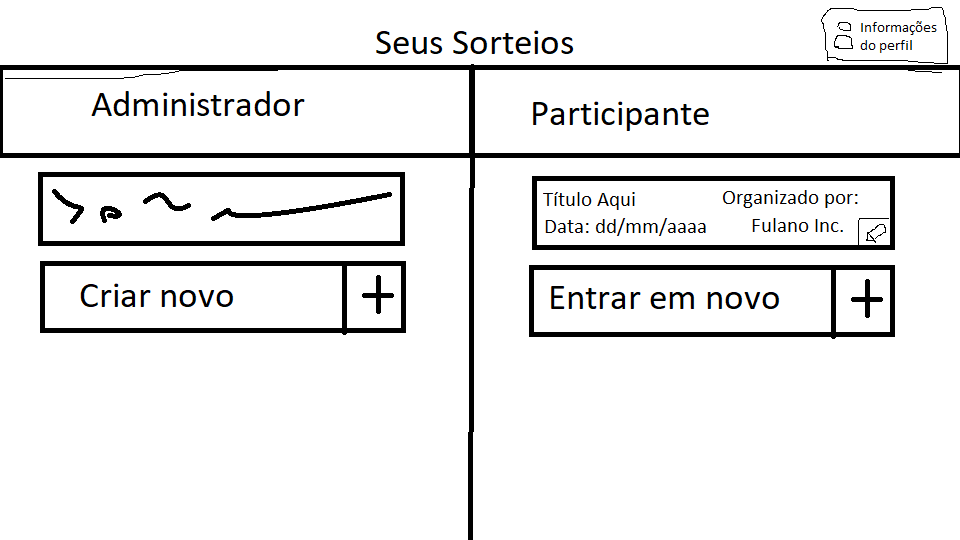 Seus Sorteios
Informações
do perfil
Administrador
Participante
Título Aqui
Data: dd/mm/aaaa
Organizado por:
Fulano Inc.
Criar novo
+
Entrar em novo
+